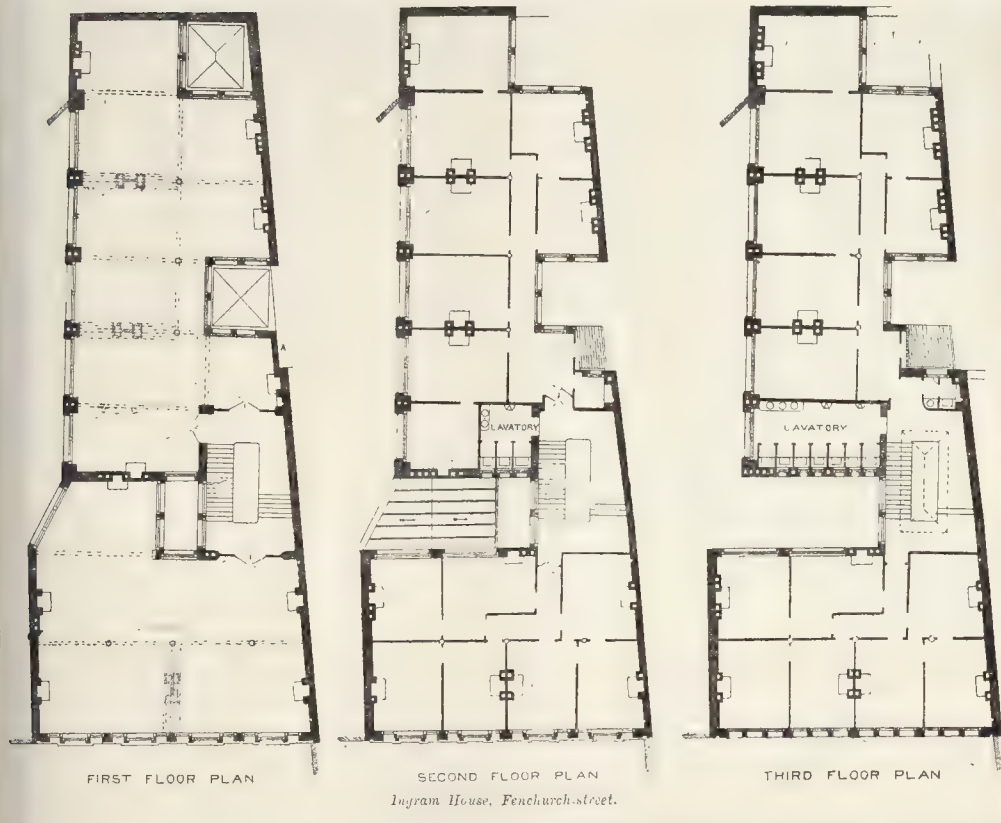 A
LAVATORY
LAVATORY
FIRST FLOOR PLAN
SECOND FLOOR PLAN
THIRD FLOOR PLAN
Ingram House, Fenchurch-street.